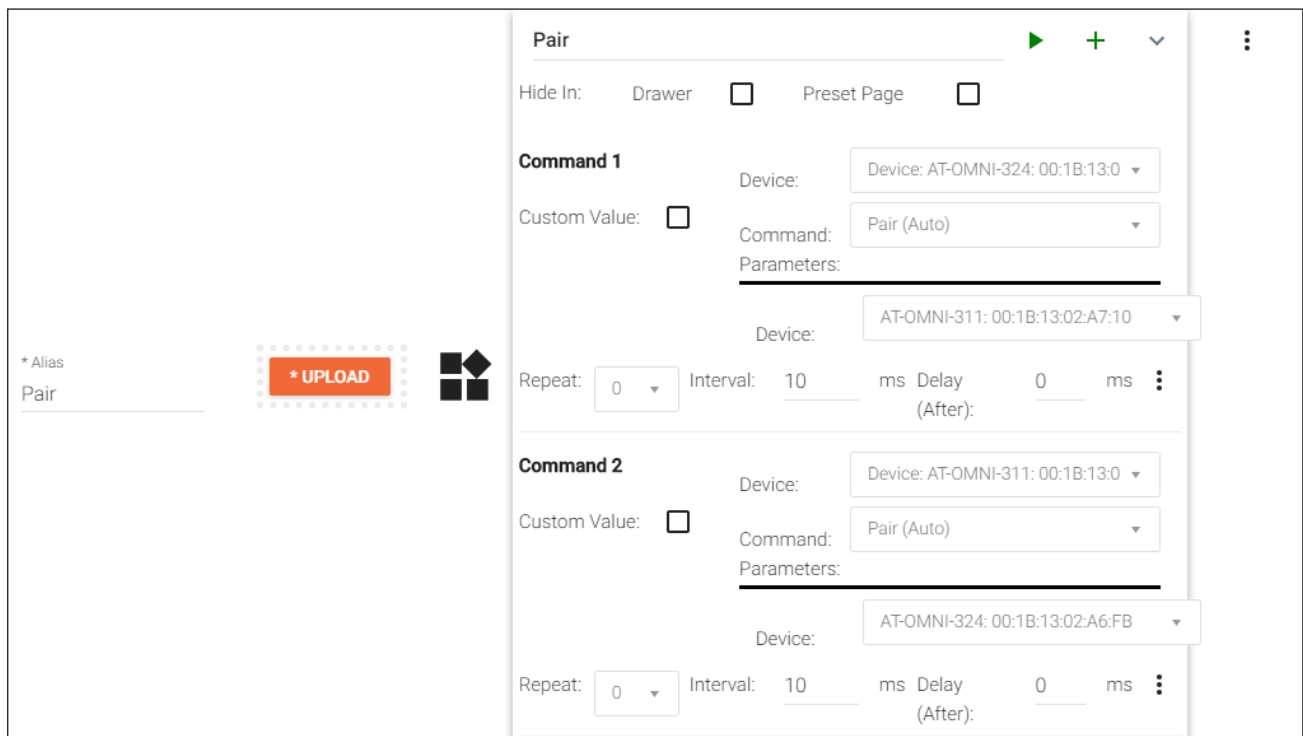 Pair
Hide In: Drawer Preset Page
Command 1
Device: Device: AT-OMNI-324: 00:1B:13:0
Custom Value:
Command: Pair (Auto)
Parameters:
Device: AT-OMNI-311: 00:1B:13:02:A7:10
* Alias
Pair
* UPLOAD
Repeat: 0 Interval: 10 ms Delay (After): 0 ms
Command 2
Device: Device: AT-OMNI-311: 00:1B:13:0
Custom Value:
Command: Pair (Auto)
Parameters:
Device: AT-OMNI-324: 00:1B:13:02:A6:FB
Repeat: 0 Interval: 10 ms Delay (After): 0 ms